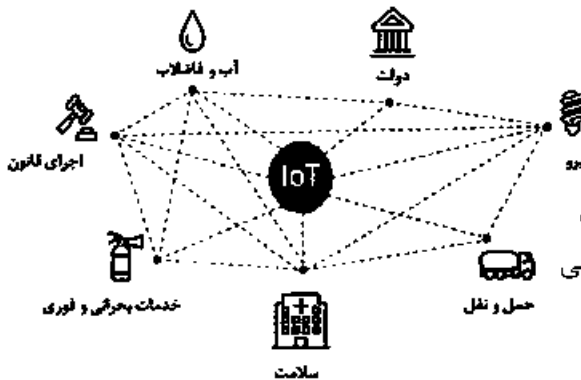 آب و فاضلاب
دولت
اجرای قانون
IoT
خدمات بحرانی و فوری
حمل و نقل
سلامت